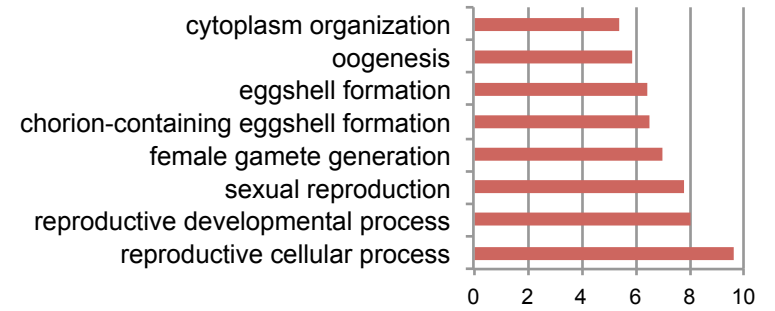 cytoplasm organization
oogenesis
eggshell formation
chorion-containing eggshell formation
female gamete generation
sexual reproduction
reproductive developmental process
reproductive cellular process
0 2 4 6 8 10